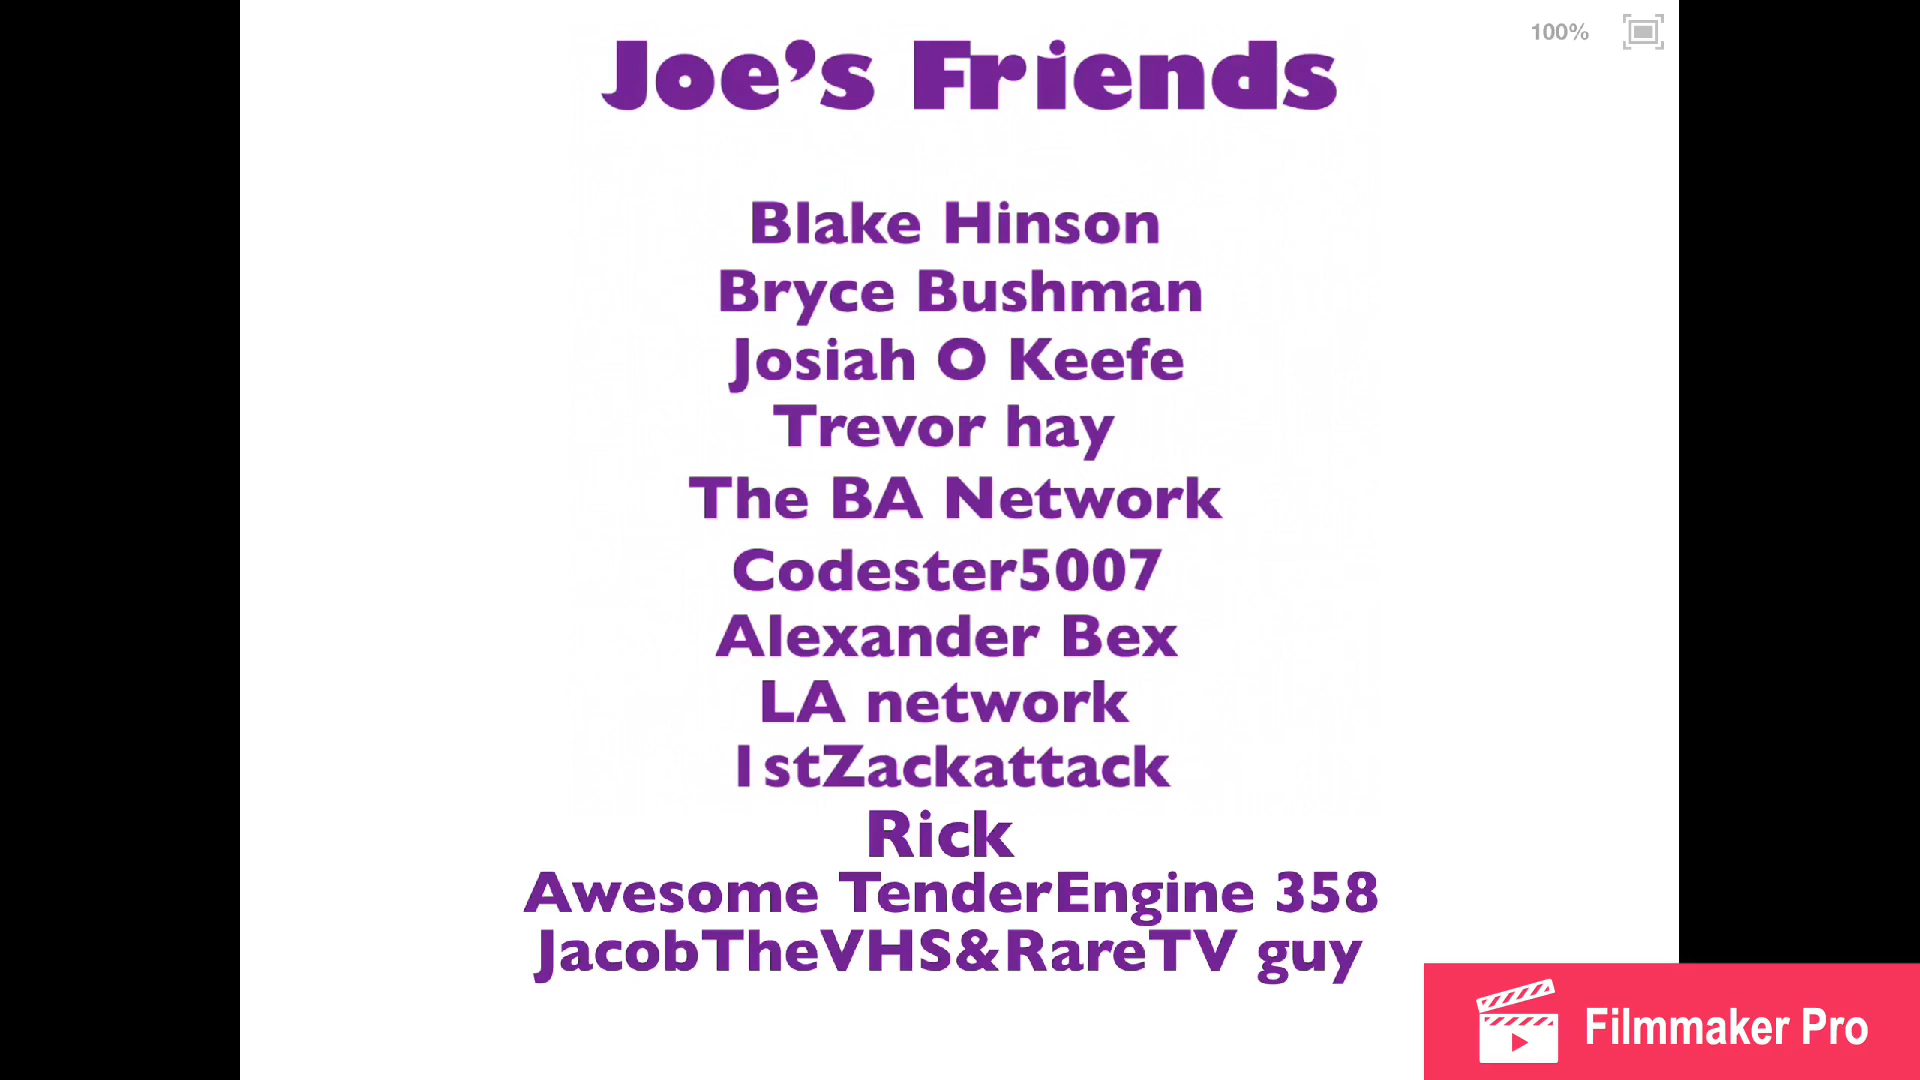 100%
Joe’s Friends
Blake Hinson
Bryce Bushman
Josiah O Keefe
Trevor hay
The BA Network
Codester5007
Alexander Bex
LA network
1stZackattack
Rick
Awesome TenderEngine 358
JacobTheVHS&RareTV guy
Filmmaker Pro